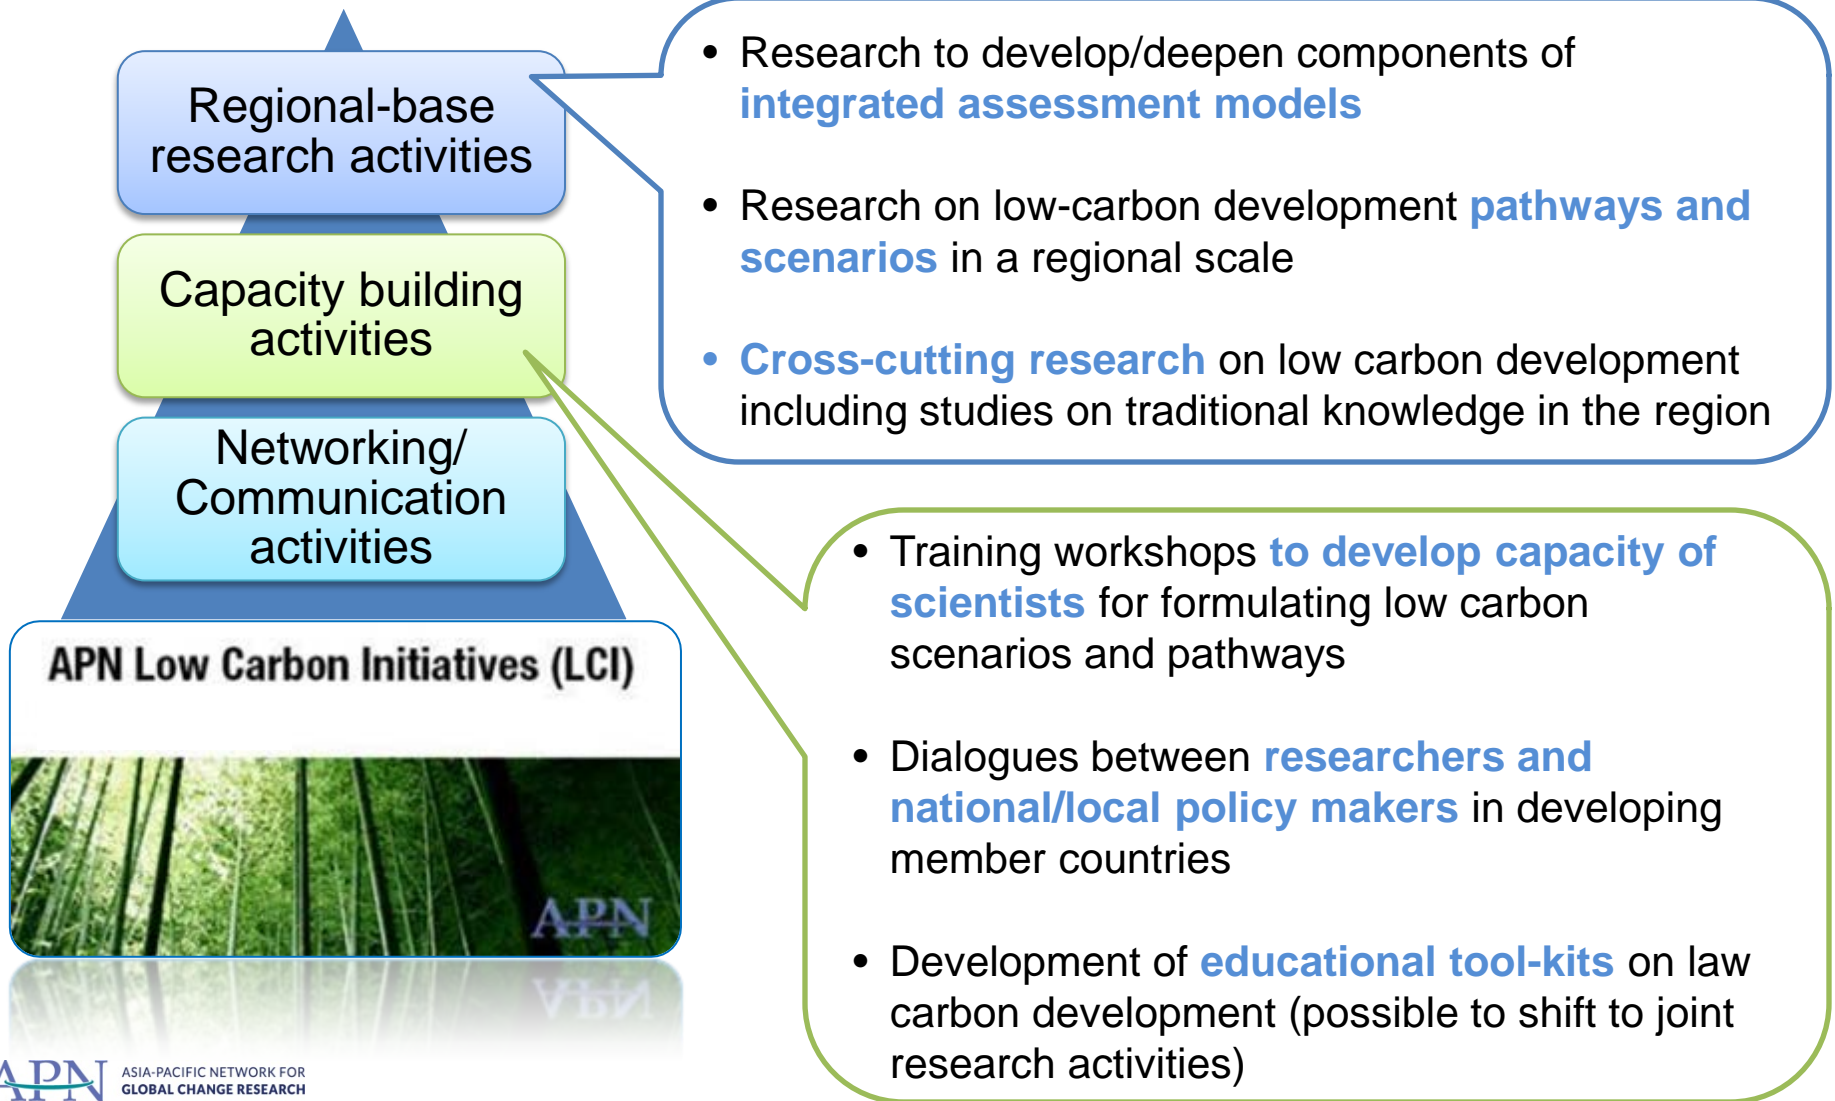 Regional-base
research activities
Capacity building
activities
Networking/
Communication
activities
APN Low Carbon Initiatives (LCI)
APN
APN
ASIA-PACIFIC NETWORK FOR
GLOBAL CHANGE RESEARCH
• Research to develop/deepen components of
integrated assessment models
• Research on low-carbon development pathways and
scenarios in a regional scale
• Cross-cutting research on low carbon development
including studies on traditional knowledge in the region
• Training workshops to develop capacity of
scientists for formulating low carbon
scenarios and pathways
• Dialogues between researchers and
national/local policy makers in developing
member countries
• Development of educational tool-kits on law
carbon development (possible to shift to joint
research activities)